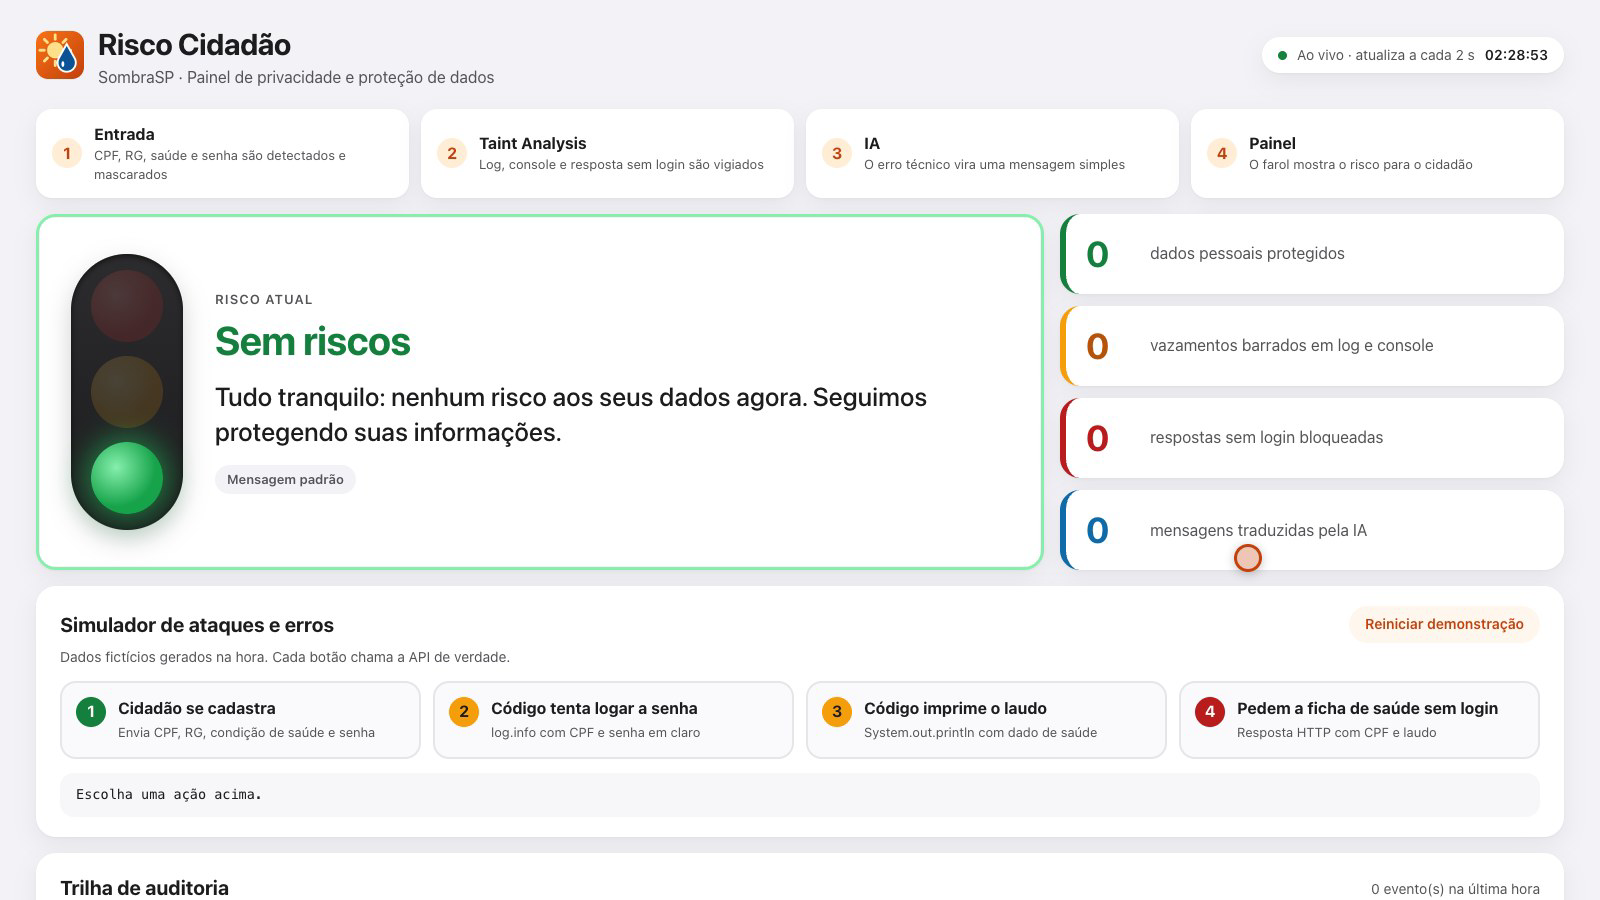 Risco Cidadão
SombraSP · Painel de privacidade e proteção de dados
Ao vivo · atualiza a cada 2 s 02:28:53
1
Entrada
CPF, RG, saúde e senha são detectados e
mascarados
2
Taint Analysis
Log, console e resposta sem login são vigiados
3
IA
O erro técnico vira uma mensagem simples
4
Painel
O farol mostra o risco para o cidadão
RISCO ATUAL
Sem riscos
Tudo tranquilo: nenhum risco aos seus dados agora. Seguimos
protegendo suas informações.
Mensagem padrão
0 dados pessoais protegidos
0 vazamentos barrados em log e console
0 respostas sem login bloqueadas
0 mensagens traduzidas pela IA
Simulador de ataques e erros
Reiniciar demonstração
Dados fictícios gerados na hora. Cada botão chama a API de verdade.
1
Cidadão se cadastra
Envia CPF, RG, condição de saúde e senha
2
Código tenta logar a senha
log.info com CPF e senha em claro
3
Código imprime o laudo
System.out.println com dado de saúde
4
Pedem a ficha de saúde sem login
Resposta HTTP com CPF e laudo
Escolha uma ação acima.
Trilha de auditoria
0 evento(s) na última hora